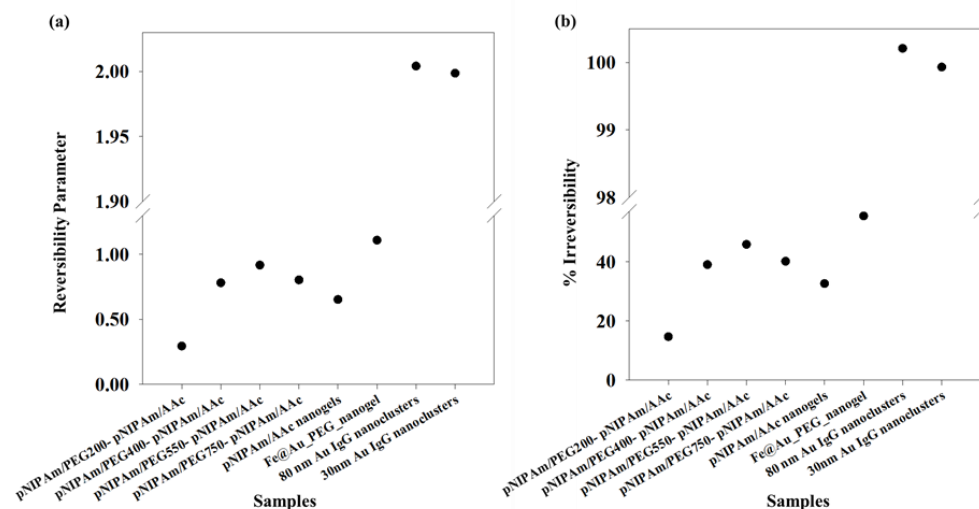 (a)
Reversibility Parameter
2.00
1.95
1.90
1.00
0.50
0.00
pNIPAm/PEG200- pNIPAm/AAc
pNIPAm/PEG400- pNIPAm/AAc
pNIPAm/PEG550- pNIPAm/AAc
pNIPAm/PEG750- pNIPAm/AAc
pNIPAm/AAc nanogels
Fe@Au_PEG_nanogel
80 nm Au IgG nanoclusters
30nm Au IgG nanoclusters
Samples
(b)
% Irreversibility
100
99
98
40
20
0
pNIPAm/PEG200- pNIPAm/AAc
pNIPAm/PEG400- pNIPAm/AAc
pNIPAm/PEG550- pNIPAm/AAc
pNIPAm/PEG750- pNIPAm/AAc
pNIPAm/AAc nanogels
Fe@Au_PEG_nanogel
80 nm Au IgG nanoclusters
30nm Au IgG nanoclusters
Samples